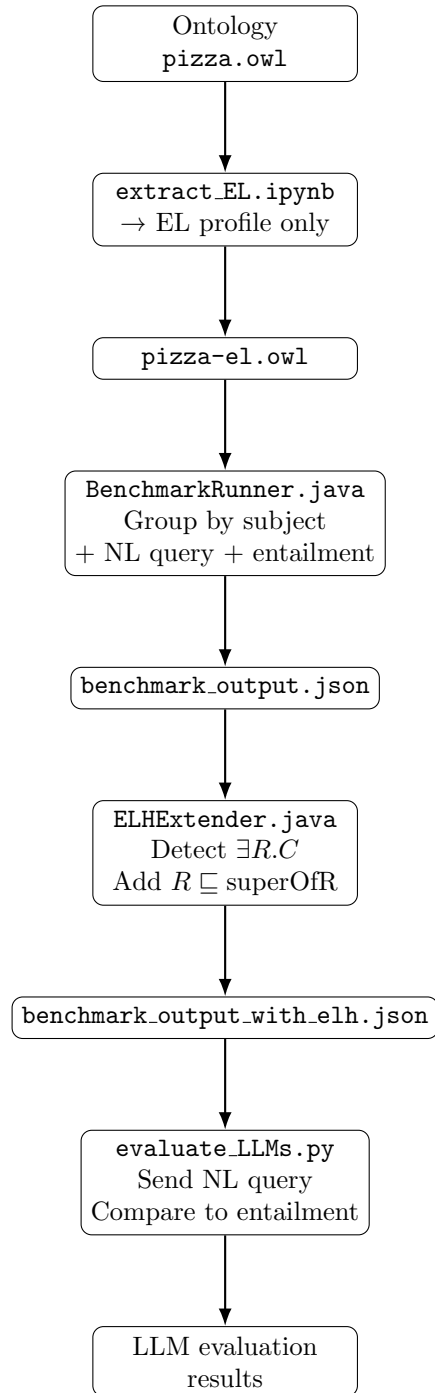 Ontology
pizza.owl
extract_EL.ipynb
→ EL profile only
pizza-el.owl
BenchmarkRunner.java
Group by subject
+ NL query + entailment
benchmark_output.json
ELHExtender.java
Detect ∃R.C
Add R ⊑ superOfR
benchmark_output_with_elh.json
evaluate_LLMs.py
Send NL query
Compare to entailment
LLM evaluation
results